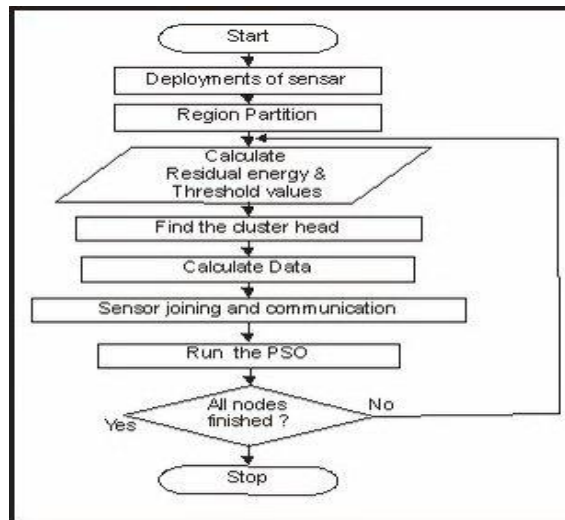 Start
Deployments of sensar
Region Partition
Calculate
Residual energy &
Threshold values
Find the cluster head
Calculate Data
Sensor joining and communication
Run the PSO
All nodes
finished ?
Yes
No
Stop